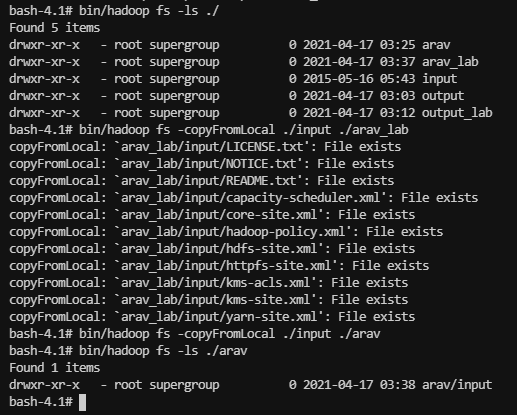 bash-4.1# bin/hadoop fs -ls ./
Found 5 items
drwxr-xr-x   - root supergroup          0 2021-04-17 03:25 arav
drwxr-xr-x   - root supergroup          0 2021-04-17 03:37 arav_lab
drwxr-xr-x   - root supergroup          0 2015-05-16 05:43 input
drwxr-xr-x   - root supergroup          0 2021-04-17 03:03 output
drwxr-xr-x   - root supergroup          0 2021-04-17 03:12 output_lab
bash-4.1# bin/hadoop fs -copyFromLocal ./input ./arav_lab
copyFromLocal: `arav_lab/input/LICENSE.txt': File exists
copyFromLocal: `arav_lab/input/NOTICE.txt': File exists
copyFromLocal: `arav_lab/input/README.txt': File exists
copyFromLocal: `arav_lab/input/capacity-scheduler.xml': File exists
copyFromLocal: `arav_lab/input/core-site.xml': File exists
copyFromLocal: `arav_lab/input/hadoop-policy.xml': File exists
copyFromLocal: `arav_lab/input/hdfs-site.xml': File exists
copyFromLocal: `arav_lab/input/httpfs-site.xml': File exists
copyFromLocal: `arav_lab/input/kms-acls.xml': File exists
copyFromLocal: `arav_lab/input/kms-site.xml': File exists
copyFromLocal: `arav_lab/input/yarn-site.xml': File exists
bash-4.1# bin/hadoop fs -copyFromLocal ./input ./arav
bash-4.1# bin/hadoop fs -ls ./arav
Found 1 items
drwxr-xr-x   - root supergroup          0 2021-04-17 03:38 arav/input
bash-4.1#